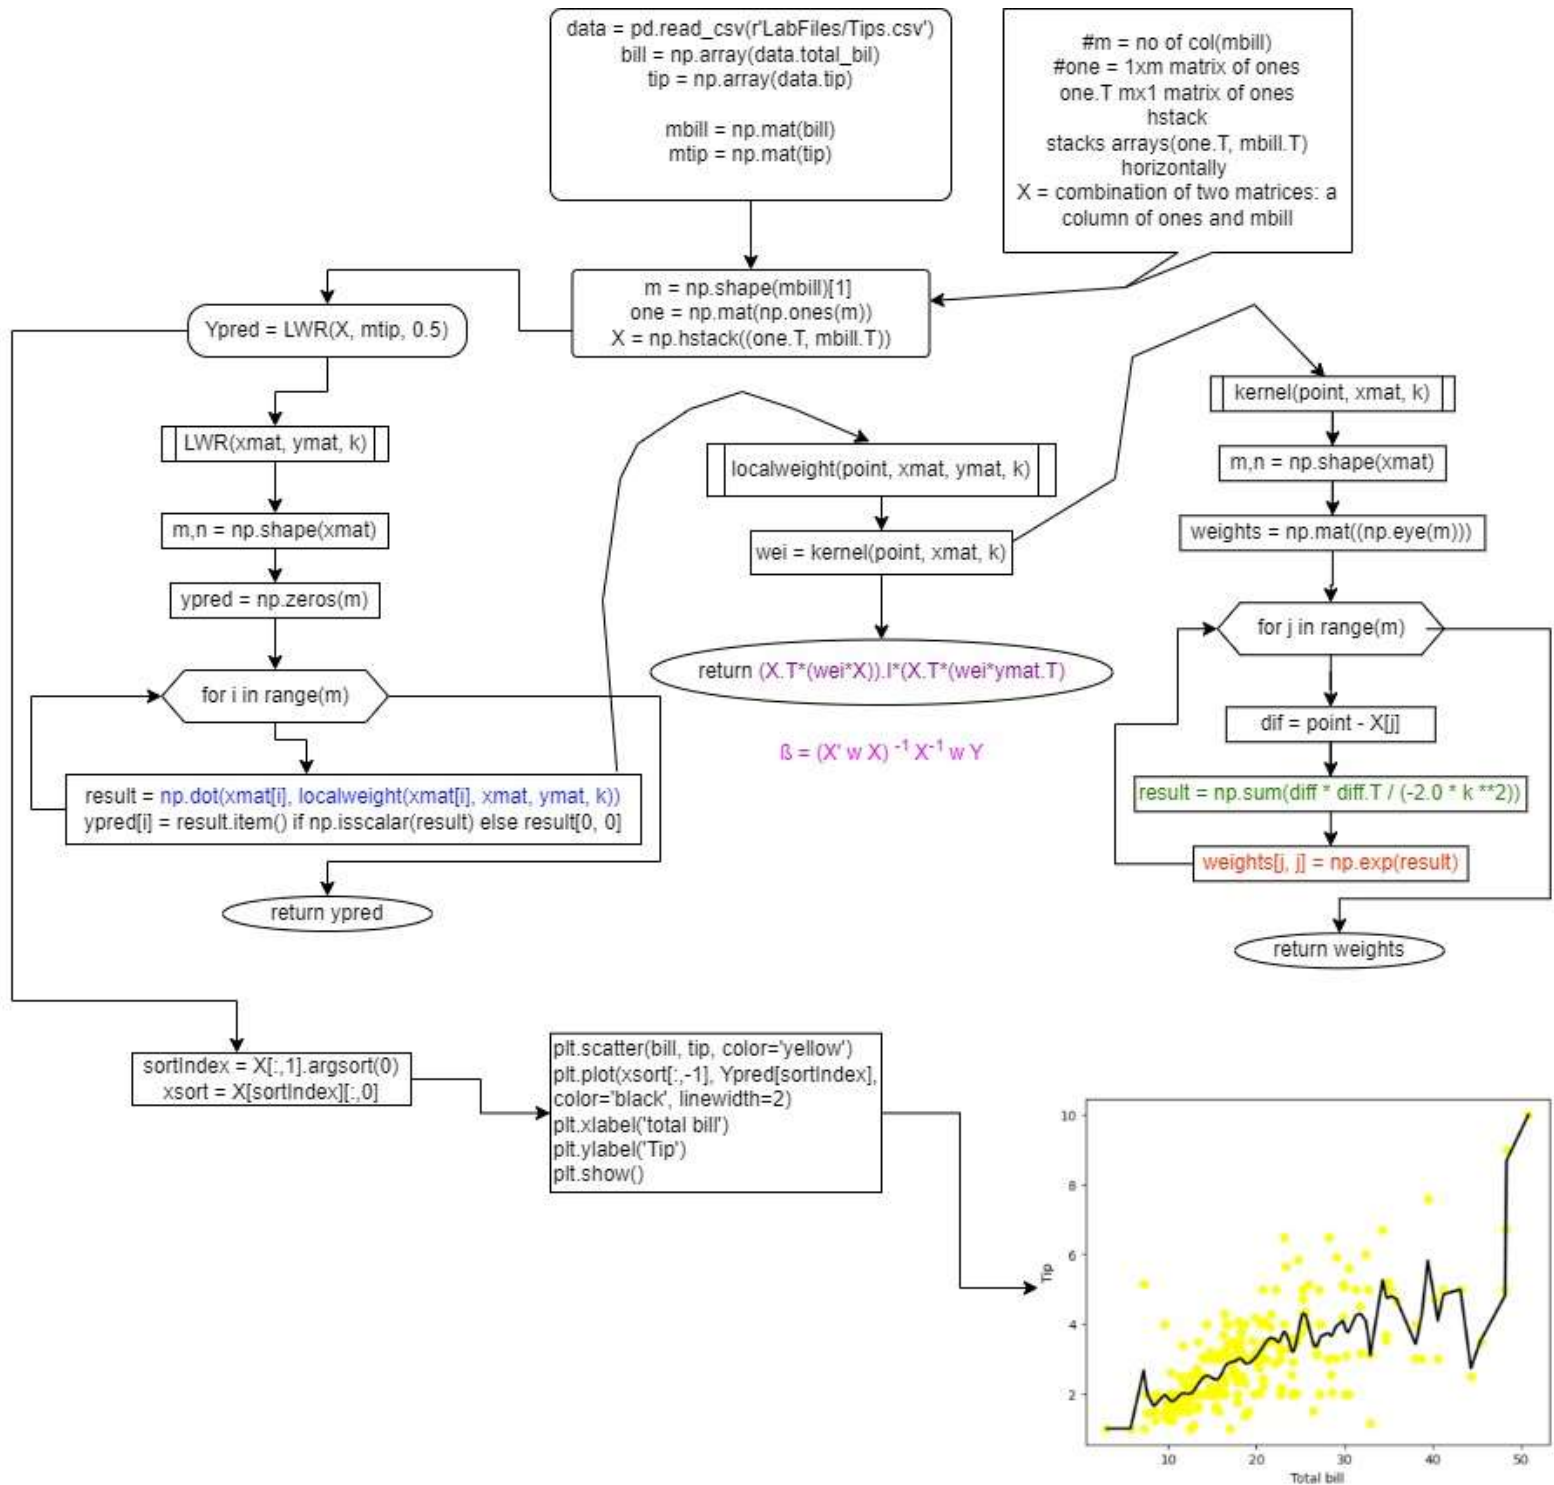 data = pd.read_csv(r'LabFiles/Tips.csv')
bill = np.array(data.total_bil)
tip = np.array(data.tip)
mbill = np.mat(bill)
mtip = np.mat(tip)
#m = no of col(mbill)
#one = 1xm matrix of ones
one.T mx1 matrix of ones
hstack
stacks arrays(one.T, mbill.T)
horizontally
X = combination of two matrices: a
column of ones and mbill
m = np.shape(mbill)[1]
one = np.mat(np.ones(m))
X = np.hstack((one.T, mbill.T))
Ypred = LWR(X, mtip, 0.5)
LWR(xmat, ymat, k)
m,n = np.shape(xmat)
ypred = np.zeros(m)
for i in range(m)
result = np.dot(xmat[i], localweight(xmat[i], xmat, ymat, k))
ypred[i] = result.item() if np.isscalar(result) else result[0, 0]
return ypred
localweight(point, xmat, ymat, k)
wei = kernel(point, xmat, k)
return (X.T*(wei*X)).I*(X.T*(wei*ymat.T)
ß = (X' w X) -1 X-1 w Y
kernel(point, xmat, k)
m,n = np.shape(xmat)
weights = np.mat((np.eye(m)))
for j in range(m)
dif = point - X[j]
result = np.sum(diff * diff.T / (-2.0 * k **2))
weights[j, j] = np.exp(result)
return weights
sortIndex = X[:,1].argsort(0)
xsort = X[sortIndex][:,0]
plt.scatter(bill, tip, color='yellow')
plt.plot(xsort[:,-1], Ypred[sortIndex],
color='black', linewidth=2)
plt.xlabel('total bill')
plt.ylabel('Tip')
plt.show()
10
8
6
4
2
Tip
10 20 30 40 50
Total bill